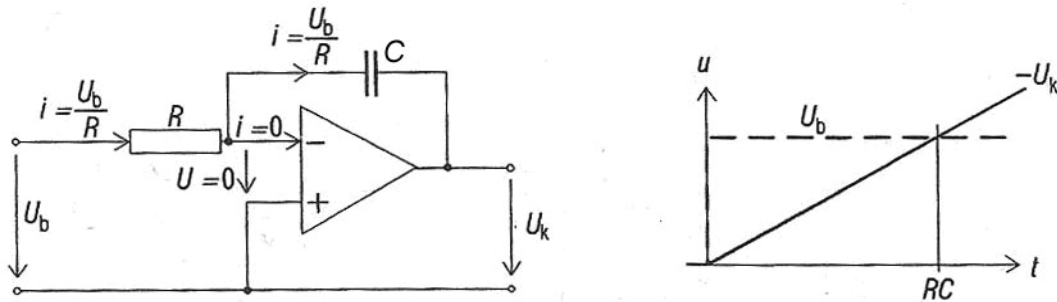 i = U_b/R
C
i = U_b/R
R
i = 0
−
U = 0
+
U_b
U_k
u
−U_k
U_b
t
RC